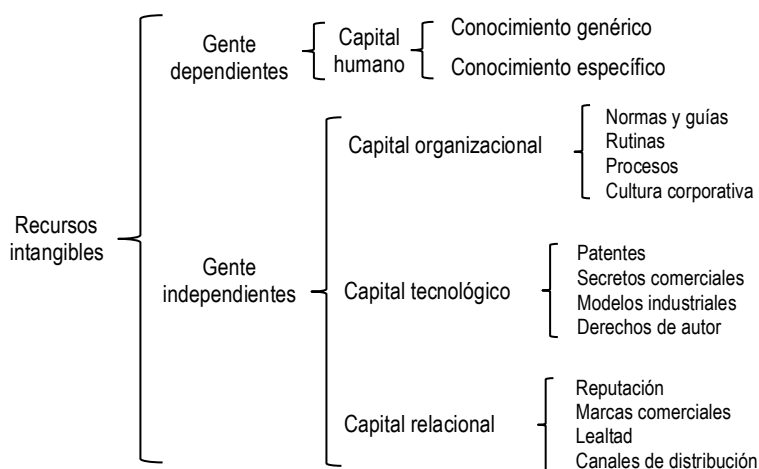 Recursos
intangibles
Gente
dependientes
Capital
humano
Conocimiento genérico
Conocimiento específico
Gente
independientes
Capital organizacional
Normas y guías
Rutinas
Procesos
Cultura corporativa
Capital tecnológico
Patentes
Secretos comerciales
Modelos industriales
Derechos de autor
Capital relacional
Reputación
Marcas comerciales
Lealtad
Canales de distribución